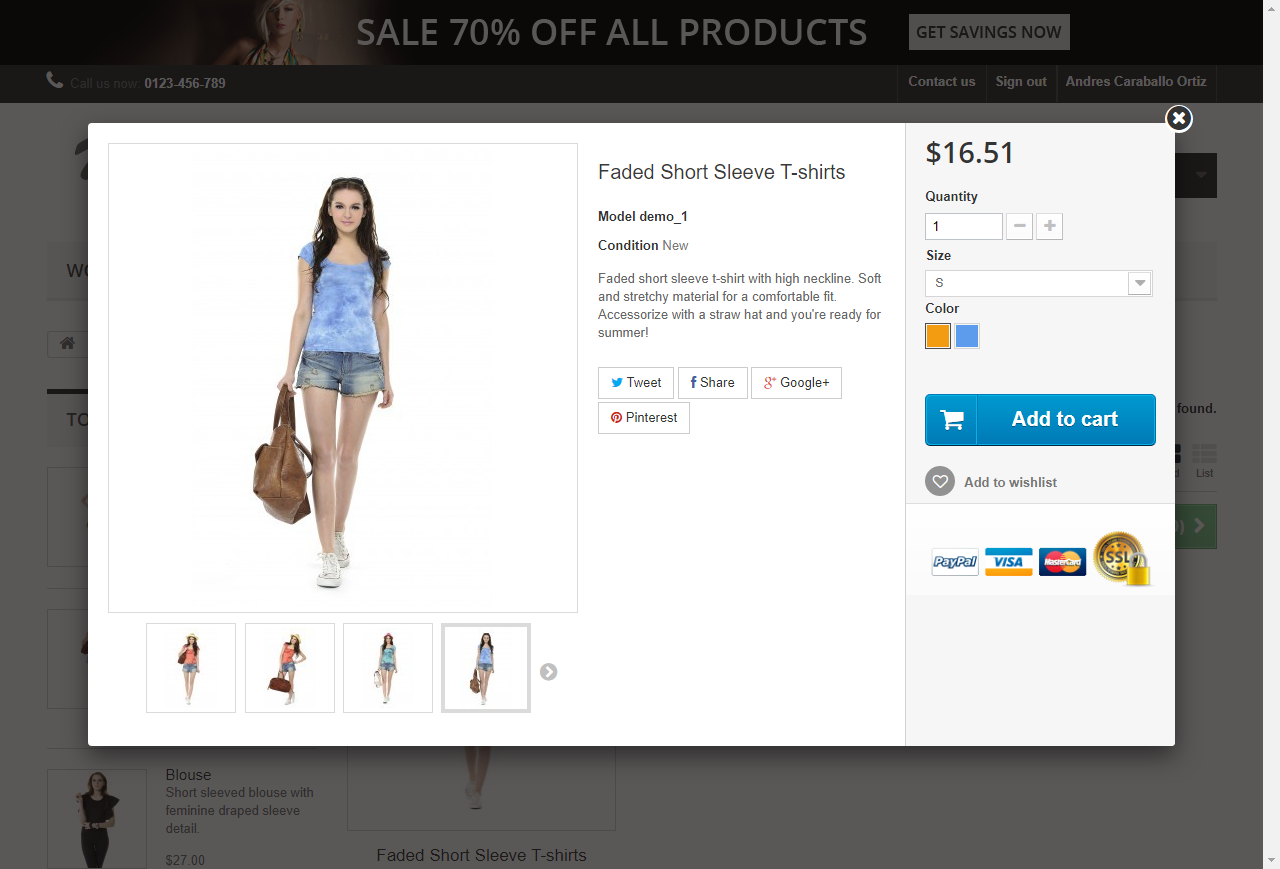 SALE 70% OFF ALL PRODUCTS
GET SAVINGS NOW
Call us now: 0123-456-789
Contact us
Sign out
Andres Caraballo Ortiz
Faded Short Sleeve T-shirts
Model demo_1
Condition New
Faded short sleeve t-shirt with high neckline. Soft
and stretchy material for a comfortable fit.
Accessorize with a straw hat and you're ready for
summer!
Tweet
Share
Google+
Pinterest
$16.51
Quantity
1
Size
S
Color
Add to cart
Add to wishlist
PayPal
VISA
MasterCard
SSL
found.
List
Blouse
Short sleeved blouse with
feminine draped sleeve
detail.
$27.00
Faded Short Sleeve T-shirts